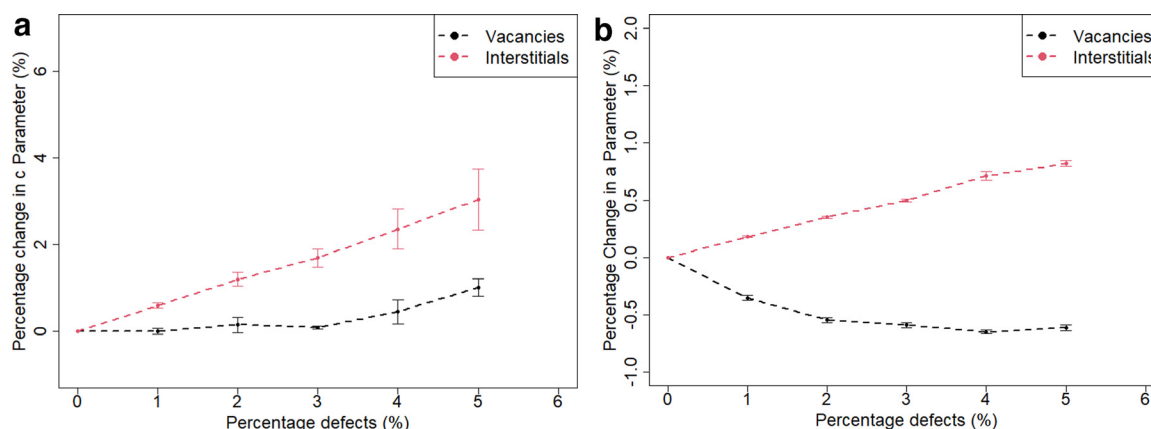 a
Vacancies
Interstitials
Percentage change in c Parameter (%)
0 2 4 6
0 1 2 3 4 5 6
Percentage defects (%)
b
Vacancies
Interstitials
Percentage Change in a Parameter (%)
-1.0 -0.5 0.0 0.5 1.0 1.5 2.0
0 1 2 3 4 5 6
Percentage defects (%)